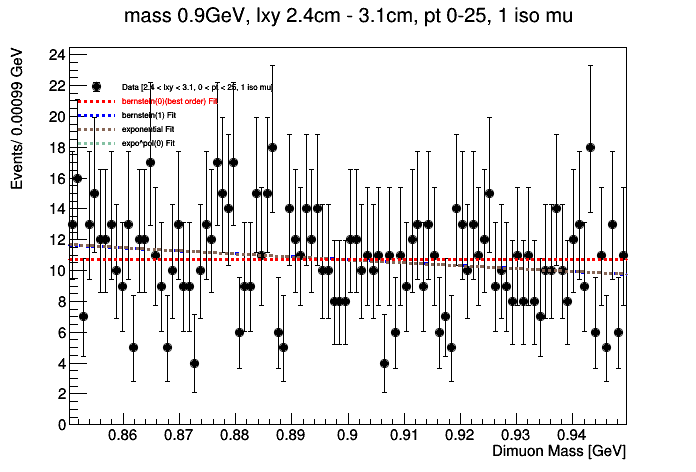 mass 0.9GeV, lxy 2.4cm - 3.1cm, pt 0-25, 1 iso mu
Events/ 0.00099 GeV
24
22
20
18
16
14
12
10
8
6
4
2
0
Data [2.4 < lxy < 3.1, 0 < pt < 25, 1 iso mu]
bernstein(0)(best order) Fit
bernstein(1) Fit
exponential Fit
expo*pol(0) Fit
0.86 0.87 0.88 0.89 0.9 0.91 0.92 0.93 0.94
Dimuon Mass [GeV]